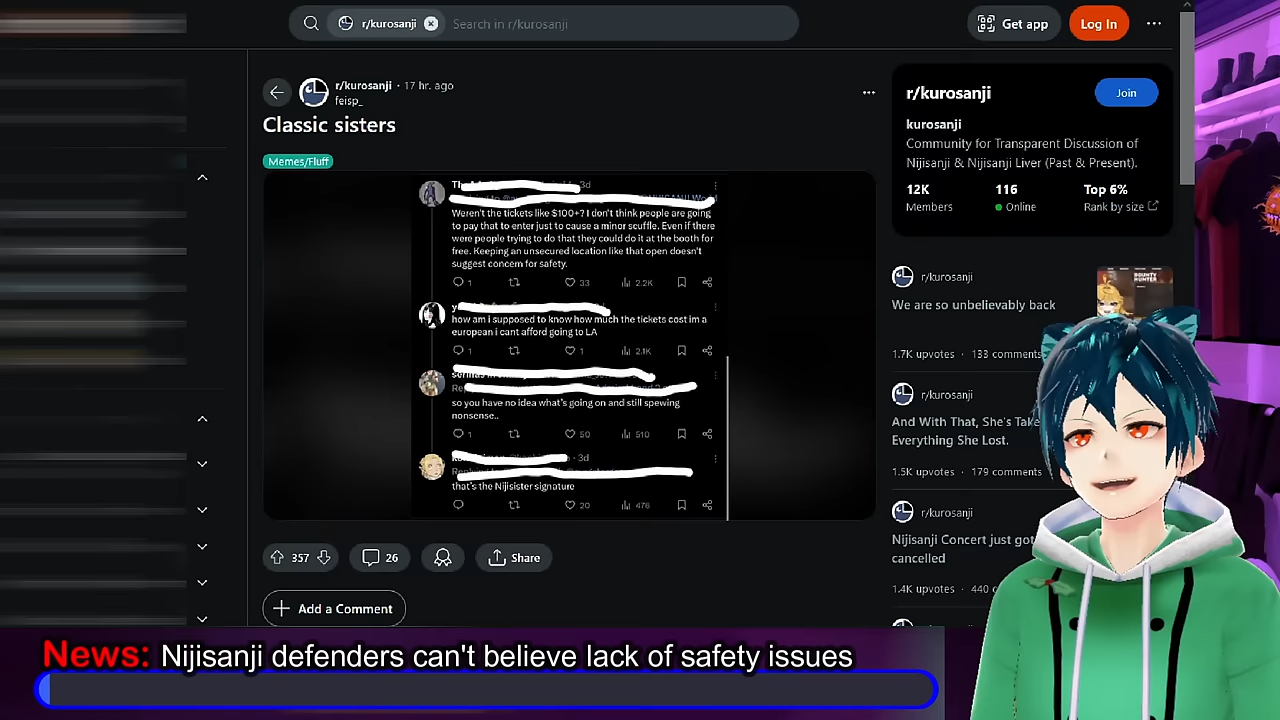 r/kurosanji
Search in r/kurosanji
Get app
Log In
r/kurosanji · 17 hr. ago
feisp_
Classic sisters
Memes/Fluff
3d
Weren't the tickets like $100+? I don't think people are going
to pay that to enter just to cause a minor scuffle. Even if there
were people trying to do that they could do it at the booth for
free. Keeping an unsecured location like that open doesn't
suggest concern for safety.
1 33 2.2K
how am i supposed to know how much the tickets cost im a
european i cant afford going to LA
1 1 2.1K
so you have no idea what's going on and still spewing
nonsense..
1 50 510
· 3d
that's the Nijisister signature
20 476
357 26 Share
Add a Comment
r/kurosanji
Join
kurosanji
Community for Transparent Discussion of
Nijisanji & Nijisanji Liver (Past & Present).
12K 116 Top 6%
Members Online Rank by size
r/kurosanji
We are so unbelievably back
BOUNTY
HUNTER
1.7K upvotes · 133 comments
r/kurosanji
And With That, She's Take
Everything She Lost.
1.5K upvotes · 179 comments
r/kurosanji
Nijisanji Concert just got
cancelled
1.4K upvotes · 440
News: Nijisanji defenders can't believe lack of safety issues